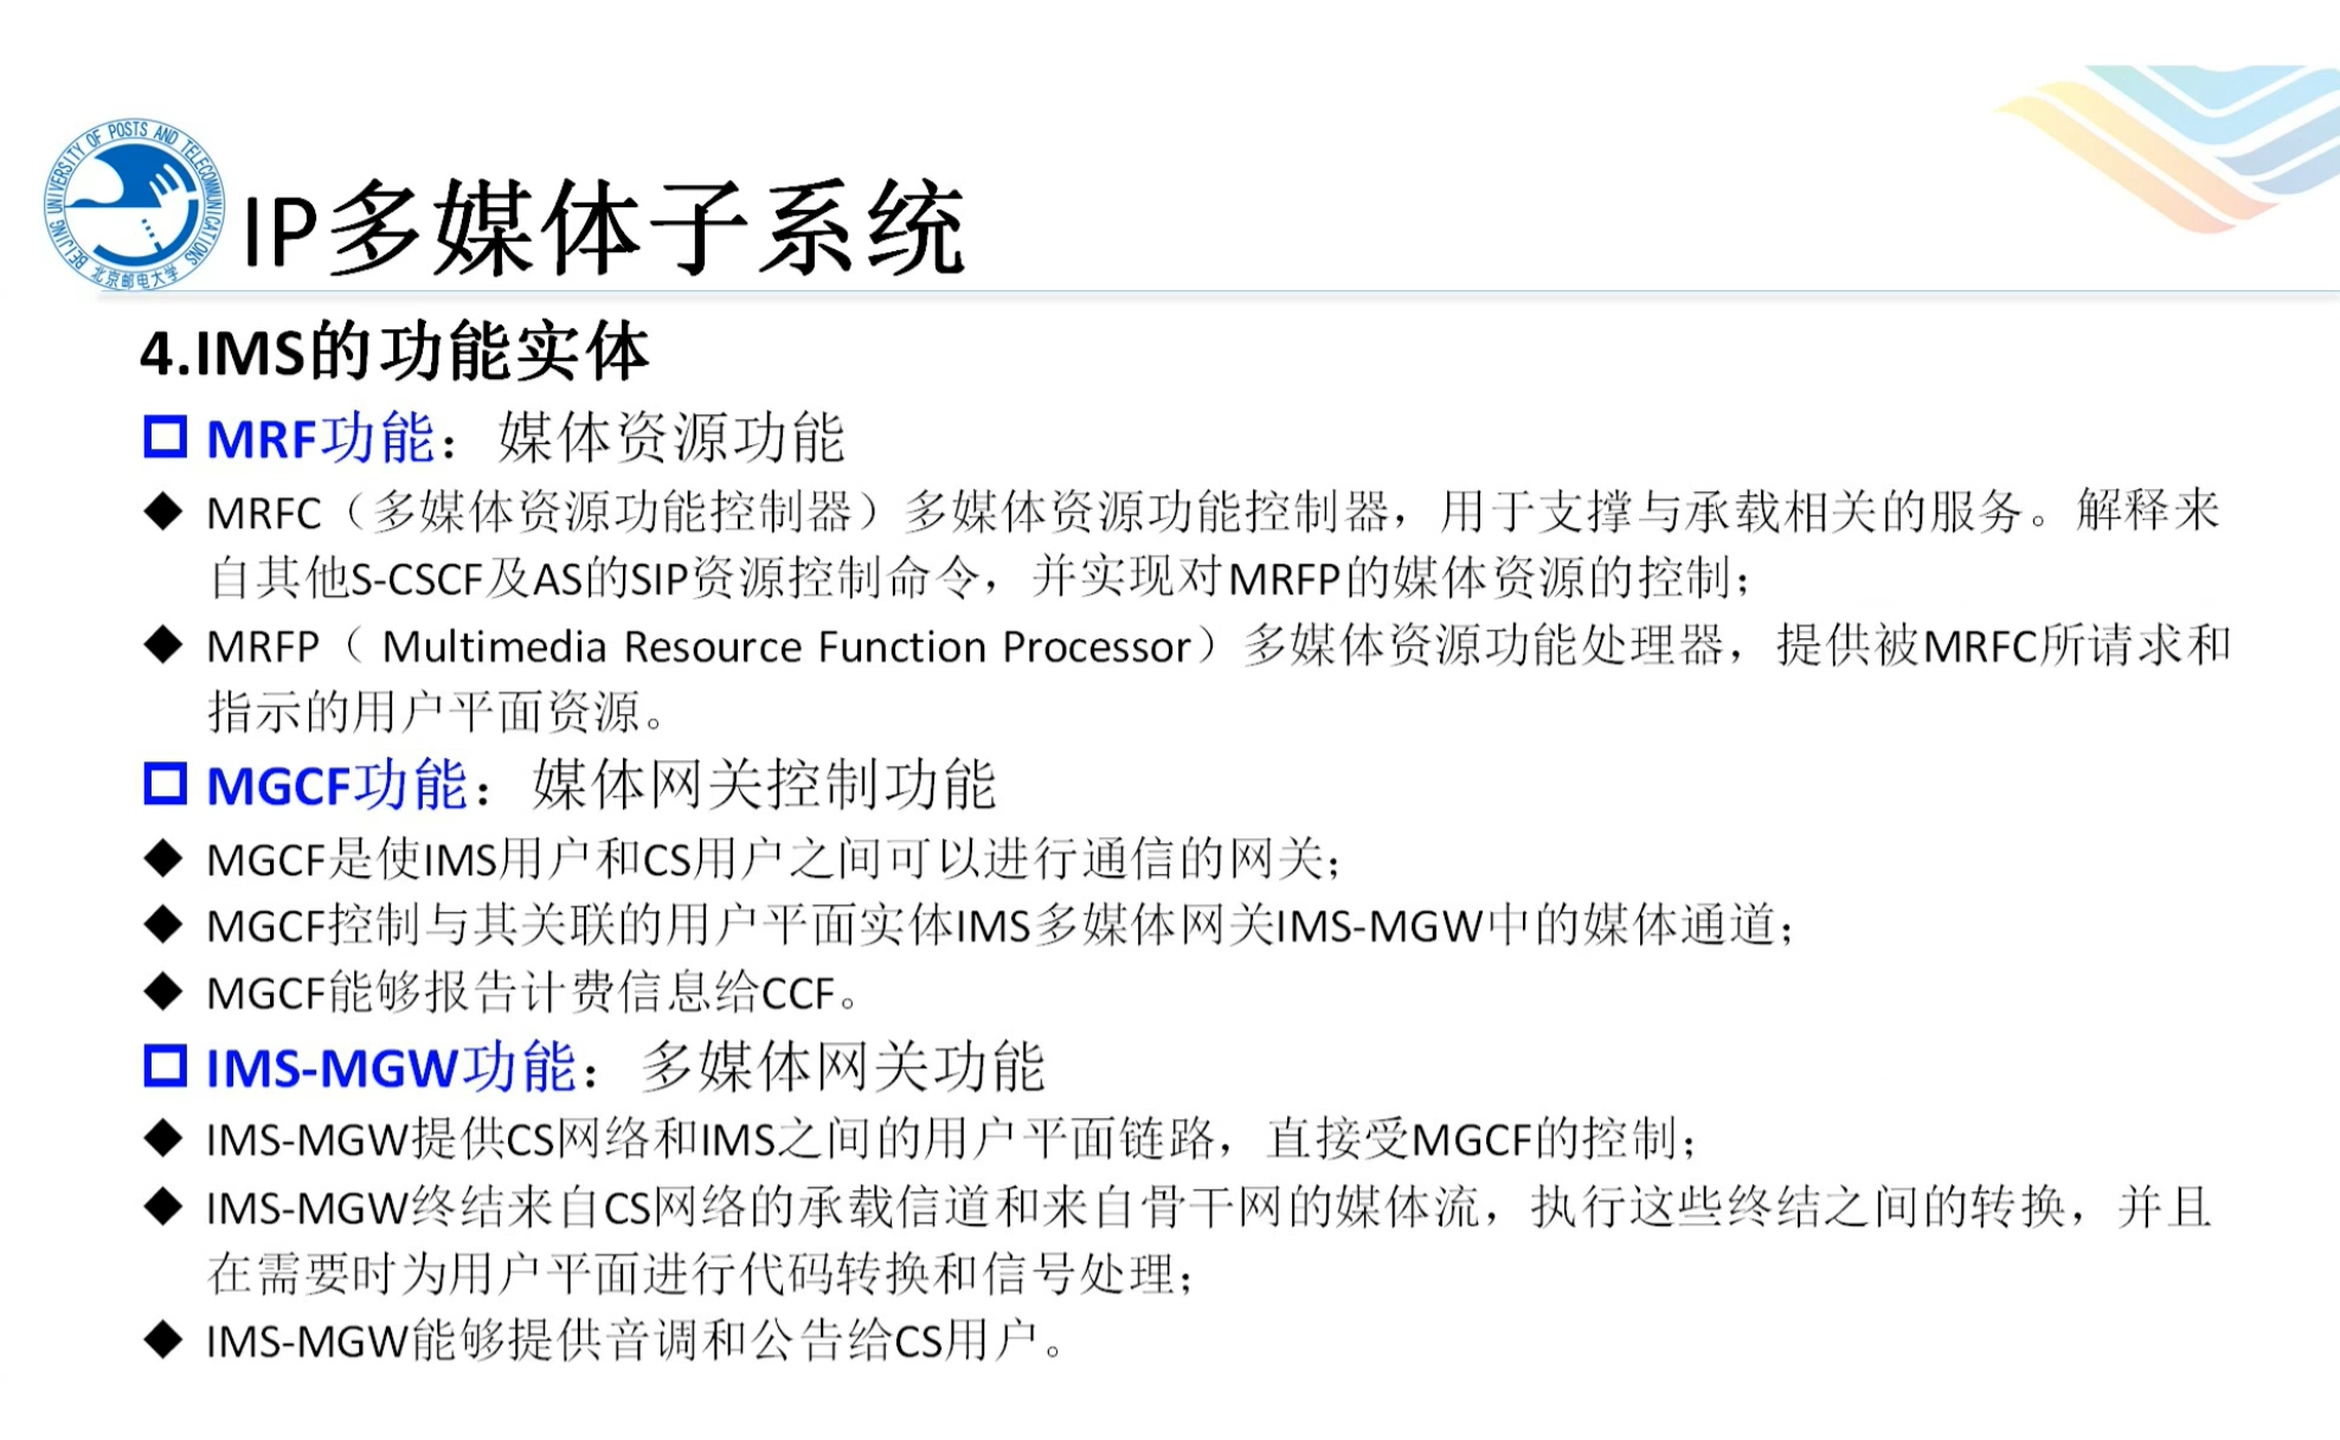 BEIJING UNIVERSITY OF POSTS AND TELECOMMUNICATIONS
北京邮电大学
IP多媒体子系统
4.IMS的功能实体
MRF功能：媒体资源功能
MRFC（多媒体资源功能控制器）多媒体资源功能控制器，用于支撑与承载相关的服务。解释来
自其他S-CSCF及AS的SIP资源控制命令，并实现对MRFP的媒体资源的控制；
MRFP（ Multimedia Resource Function Processor）多媒体资源功能处理器，提供被MRFC所请求和
指示的用户平面资源。
MGCF功能：媒体网关控制功能
MGCF是使IMS用户和CS用户之间可以进行通信的网关；
MGCF控制与其关联的用户平面实体IMS多媒体网关IMS-MGW中的媒体通道；
MGCF能够报告计费信息给CCF。
IMS-MGW功能：多媒体网关功能
IMS-MGW提供CS网络和IMS之间的用户平面链路，直接受MGCF的控制；
IMS-MGW终结来自CS网络的承载信道和来自骨干网的媒体流，执行这些终结之间的转换，并且
在需要时为用户平面进行代码转换和信号处理；
IMS-MGW能够提供音调和公告给CS用户。